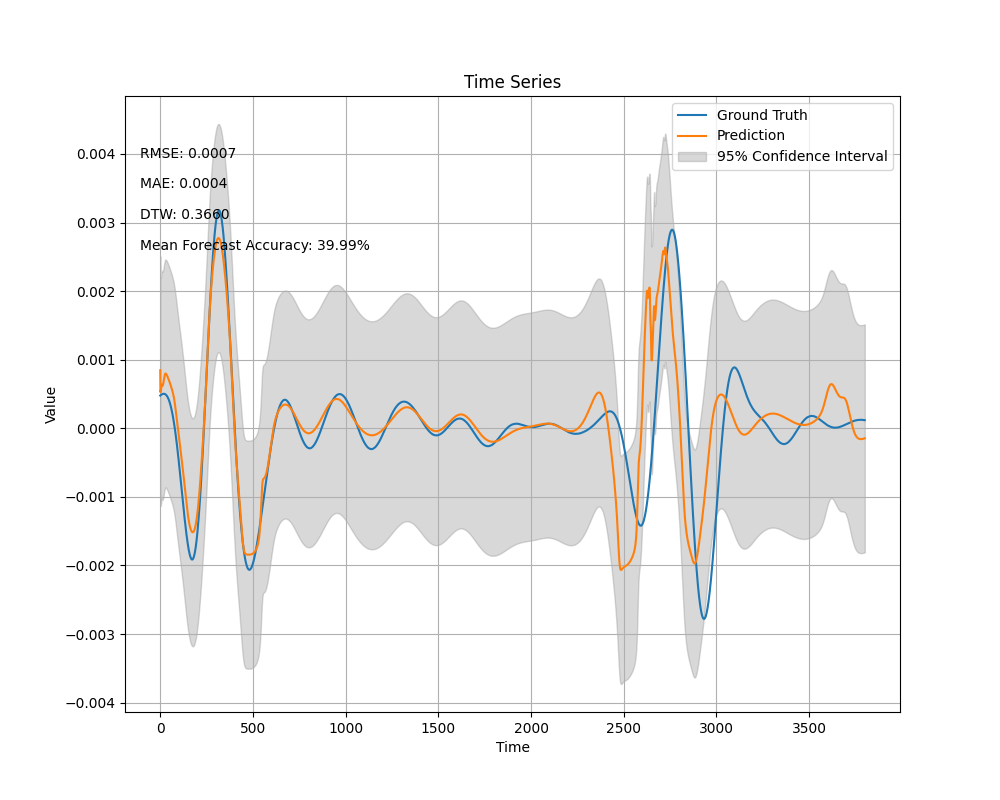 Time Series
Ground Truth
Prediction
95% Confidence Interval
RMSE: 0.0007
MAE: 0.0004
DTW: 0.3660
Mean Forecast Accuracy: 39.99%
Value
0.004
0.003
0.002
0.001
0.000
−0.001
−0.002
−0.003
−0.004
0 500 1000 1500 2000 2500 3000 3500
Time